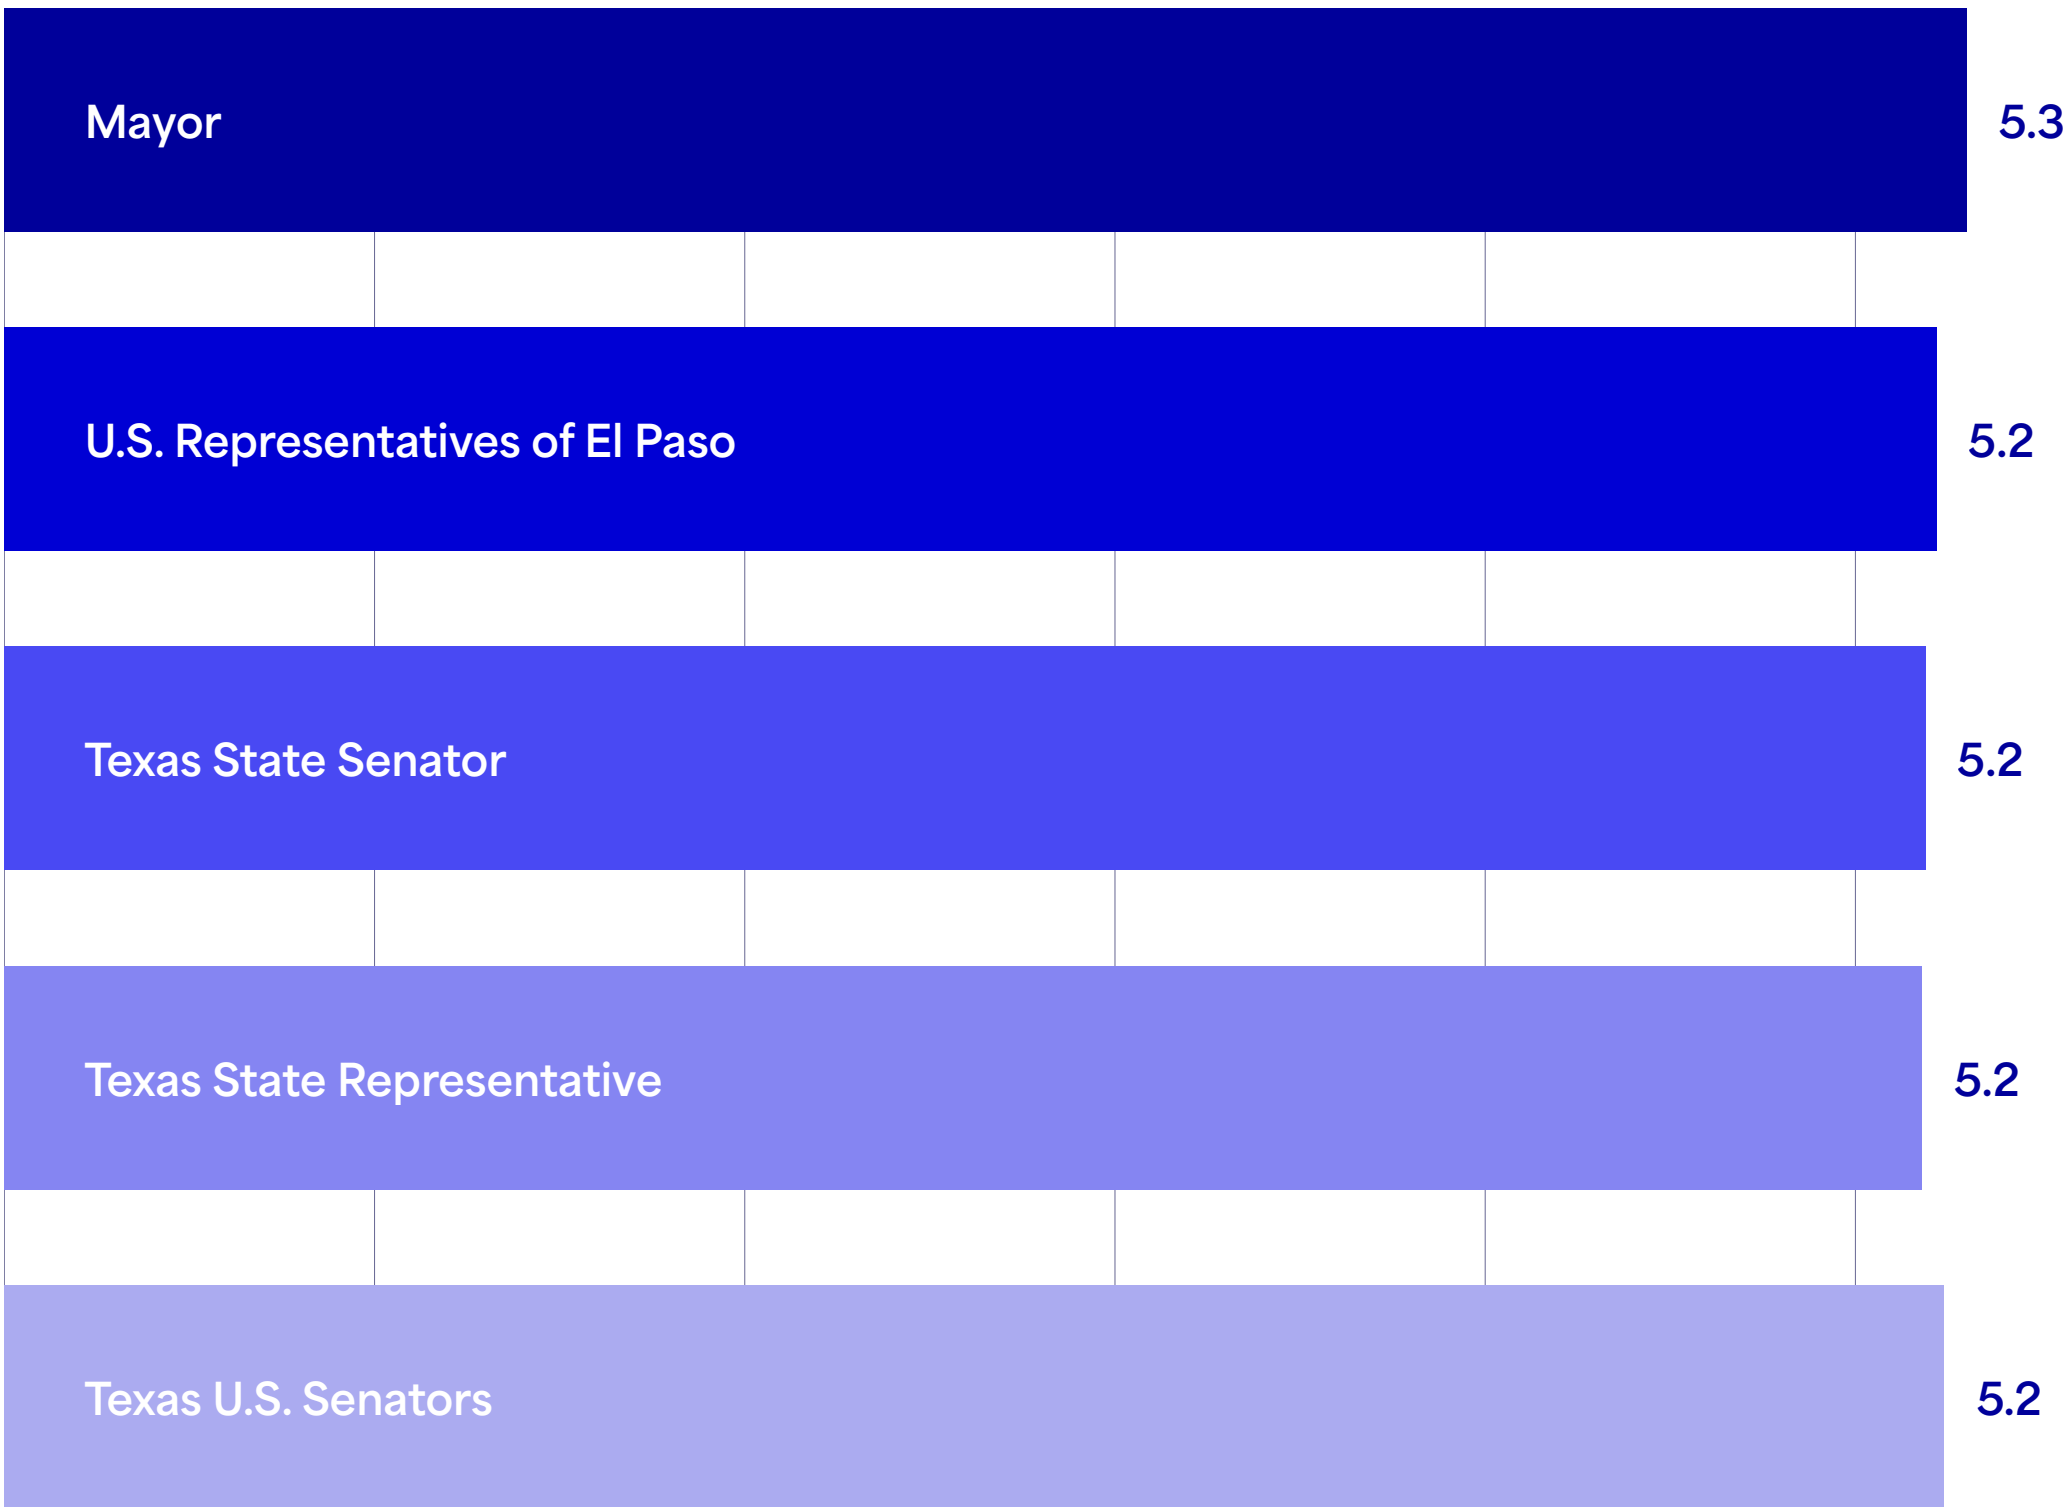 Mayor 5.3
U.S. Representatives of El Paso 5.2
Texas State Senator 5.2
Texas State Representative 5.2
Texas U.S. Senators 5.2